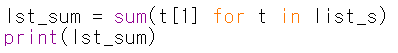 lst_sum = sum(t[1] for t in list_s)
print(lst_sum)